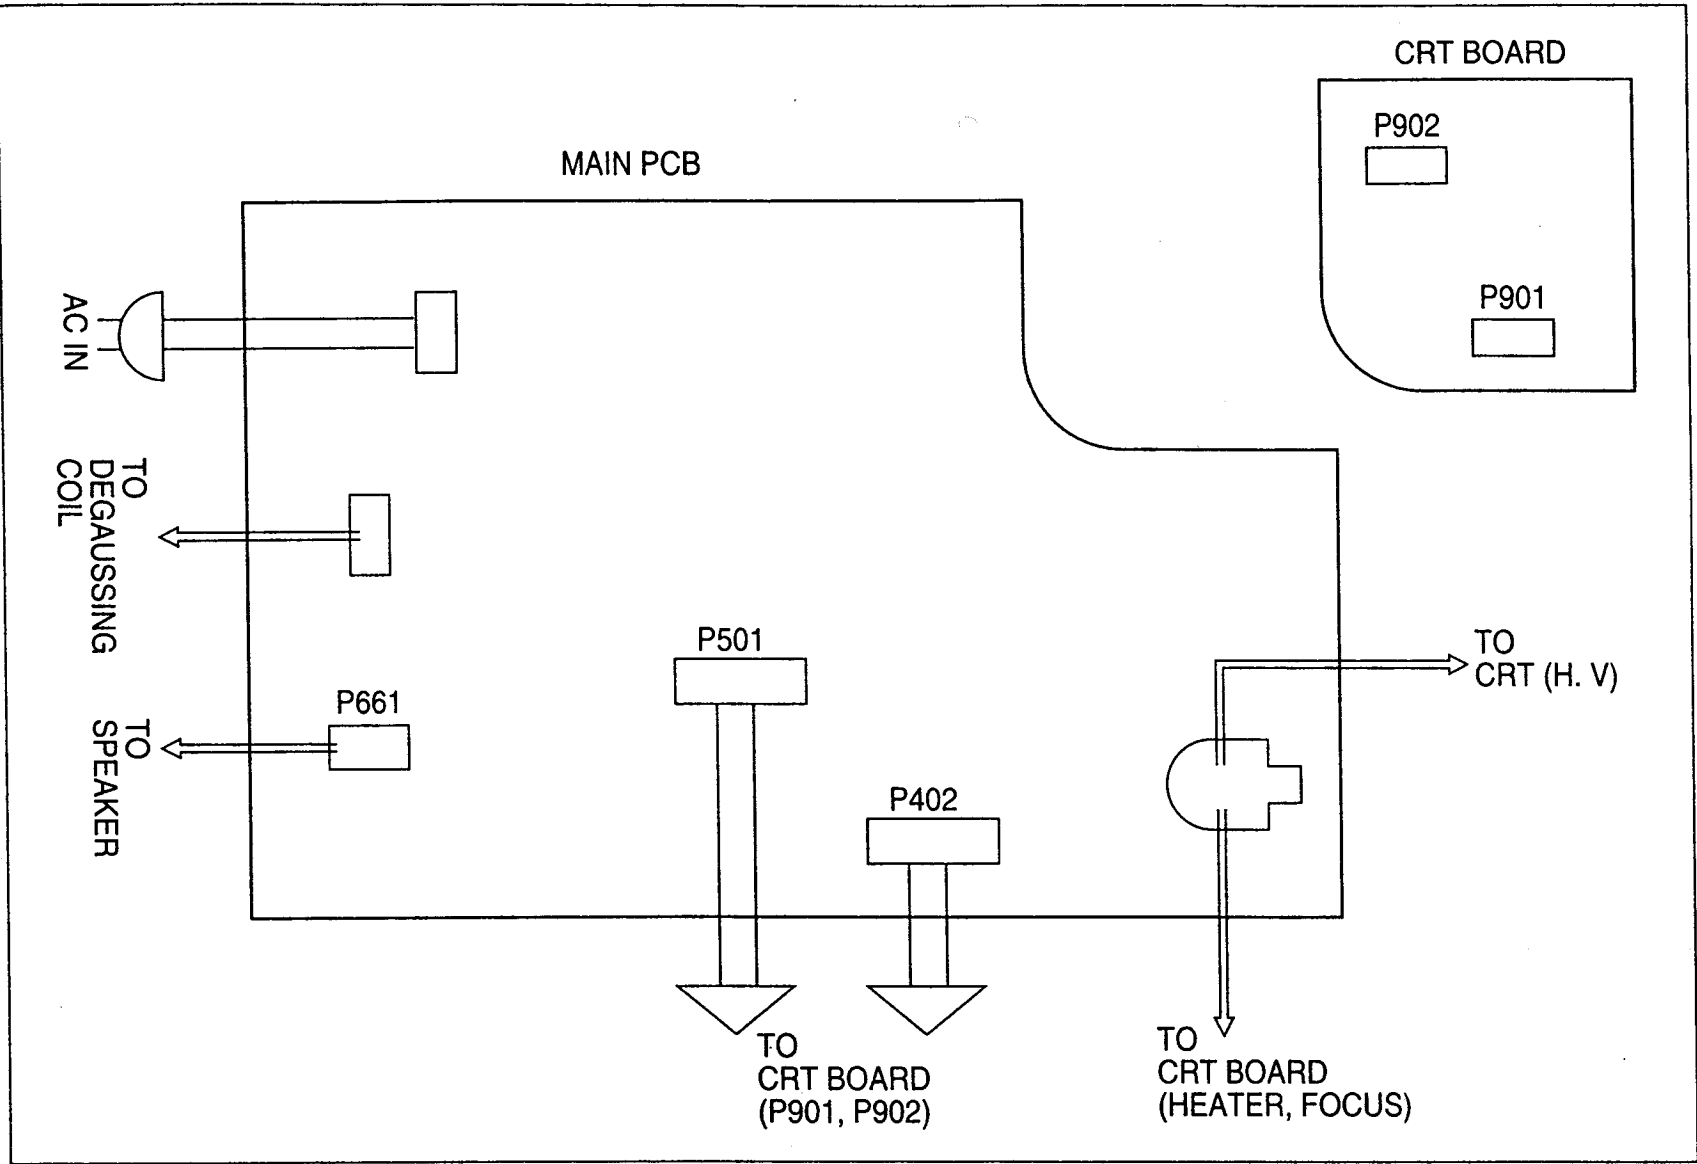 CRT BOARD
P902
P901
MAIN PCB
AC IN
TO
DEGAUSSING
COIL
P661
TO
SPEAKER
P501
P402
TO
CRT (H. V)
TO
CRT BOARD
(P901, P902)
TO
CRT BOARD
(HEATER, FOCUS)